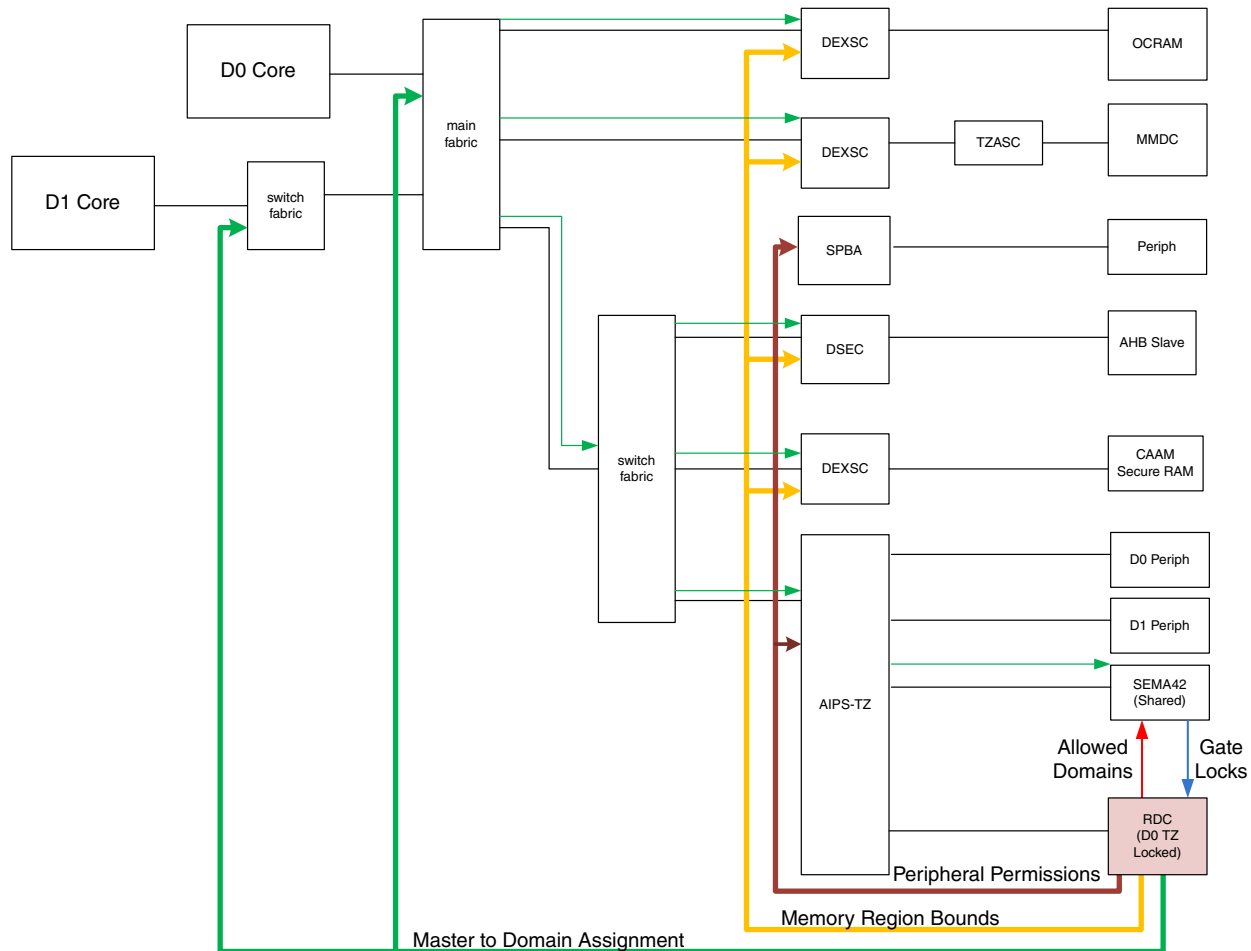 D0 Core
D1 Core
switch
fabric
main
fabric
DEXSC
OCRAM
DEXSC
TZASC
MMDC
SPBA
Periph
switch
fabric
DSEC
AHB Slave
DEXSC
CAAM
Secure RAM
AIPS-TZ
D0 Periph
D1 Periph
SEMA42
(Shared)
Allowed
Domains
Gate
Locks
RDC
(D0 TZ
Locked)
Peripheral Permissions
Memory Region Bounds
Master to Domain Assignment